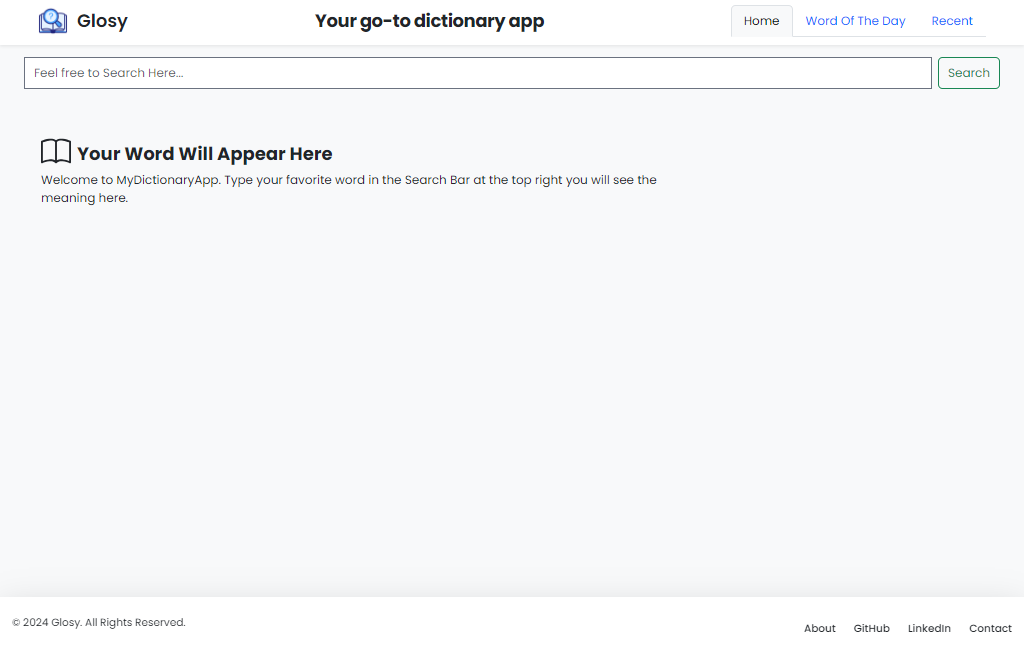 Glosy
Your go-to dictionary app
Home
Word Of The Day
Recent
Feel free to Search Here...
Search
Your Word Will Appear Here
Welcome to MyDictionaryApp. Type your favorite word in the Search Bar at the top right you will see the
meaning here.
© 2024 Glosy. All Rights Reserved.
About
GitHub
LinkedIn
Contact